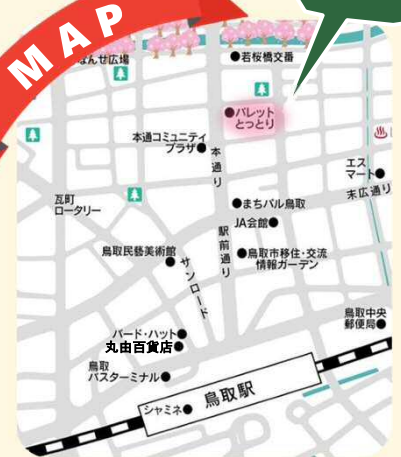 MAP
なんせ広場
若桜橋交番
パレット
とっとり
本通コミュニティ
プラザ
本通り
エス
マート
末広通り
瓦町
ロータリー
まちパル鳥取
JA会館
駅前通り
鳥取民藝美術館
サンロード
鳥取市移住・交流
情報ガーデン
鳥取中央
郵便局
バード・ハット
丸由百貨店
鳥取
バスターミナル
鳥取駅
シャミネ